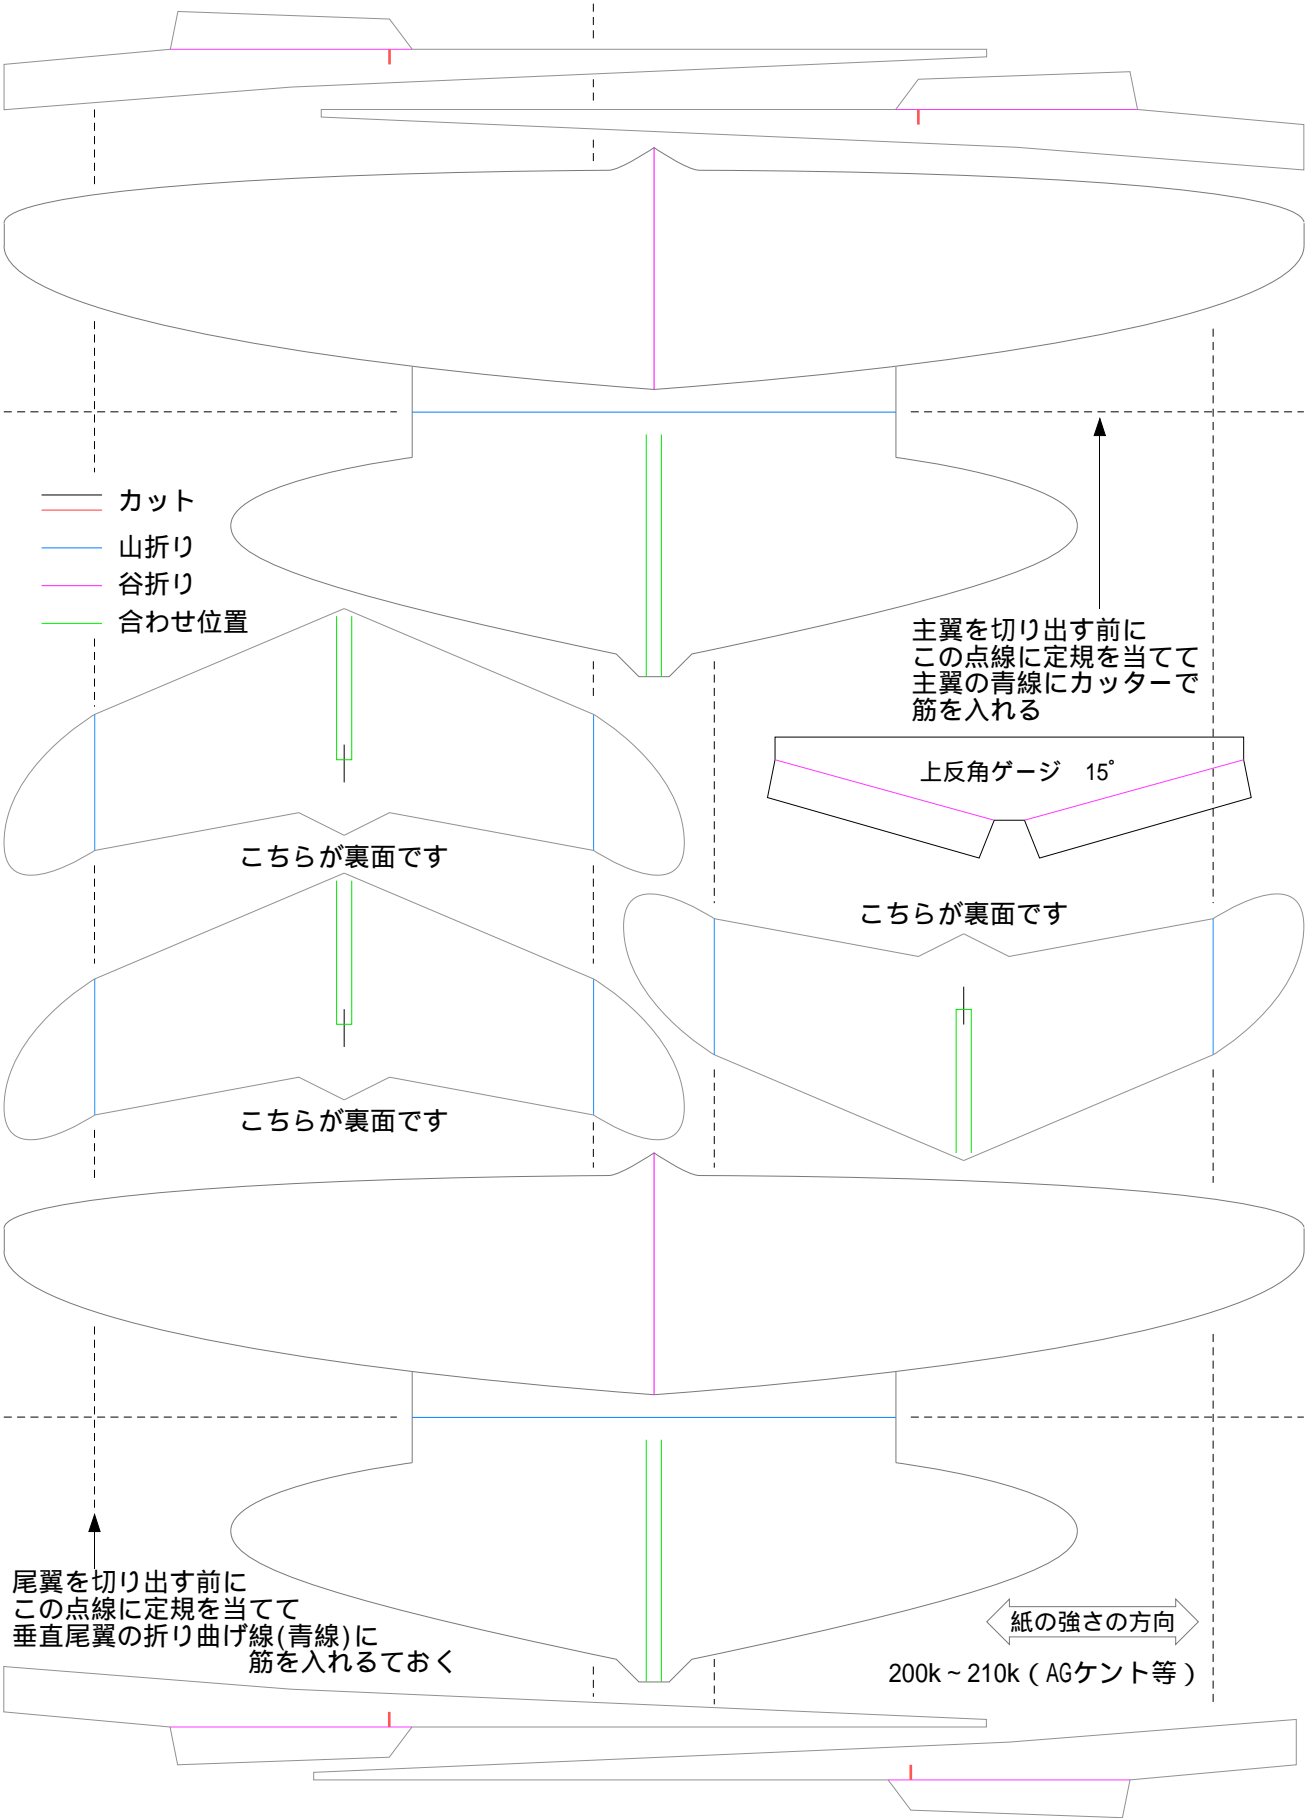 カット
山折り
谷折り
合わせ位置
主翼を切り出す前に
この点線に定規を当てて
主翼の青線にカッターで
筋を入れる
上反角ゲージ　15°
こちらが裏面です
こちらが裏面です
こちらが裏面です
尾翼を切り出す前に
この点線に定規を当てて
垂直尾翼の折り曲げ線(青線)に
筋を入れるておく
紙の強さの方向
200k～210k（AGケント等）